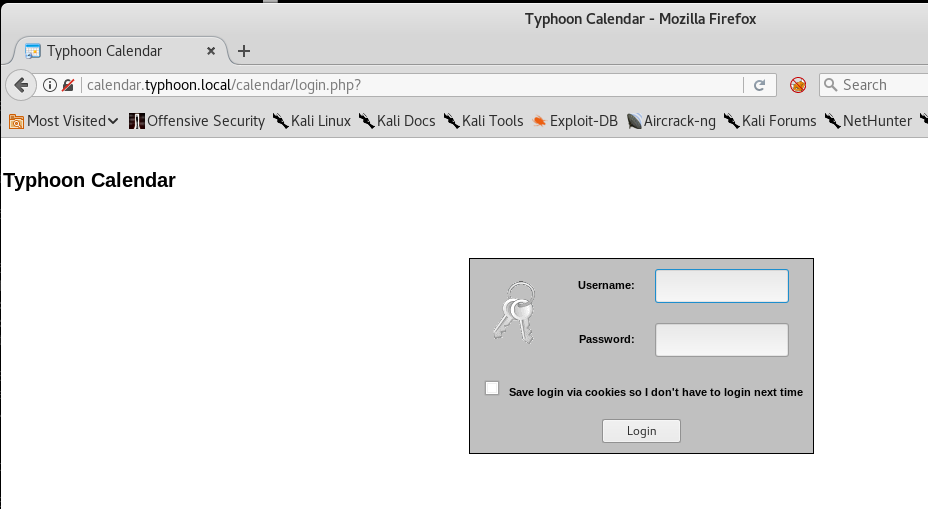 Typhoon Calendar - Mozilla Firefox
Typhoon Calendar
calendar.typhoon.local/calendar/login.php?
Search
Most Visited Offensive Security Kali Linux Kali Docs Kali Tools Exploit-DB Aircrack-ng Kali Forums NetHunter
Typhoon Calendar
Username:
Password:
Save login via cookies so I don't have to login next time
Login